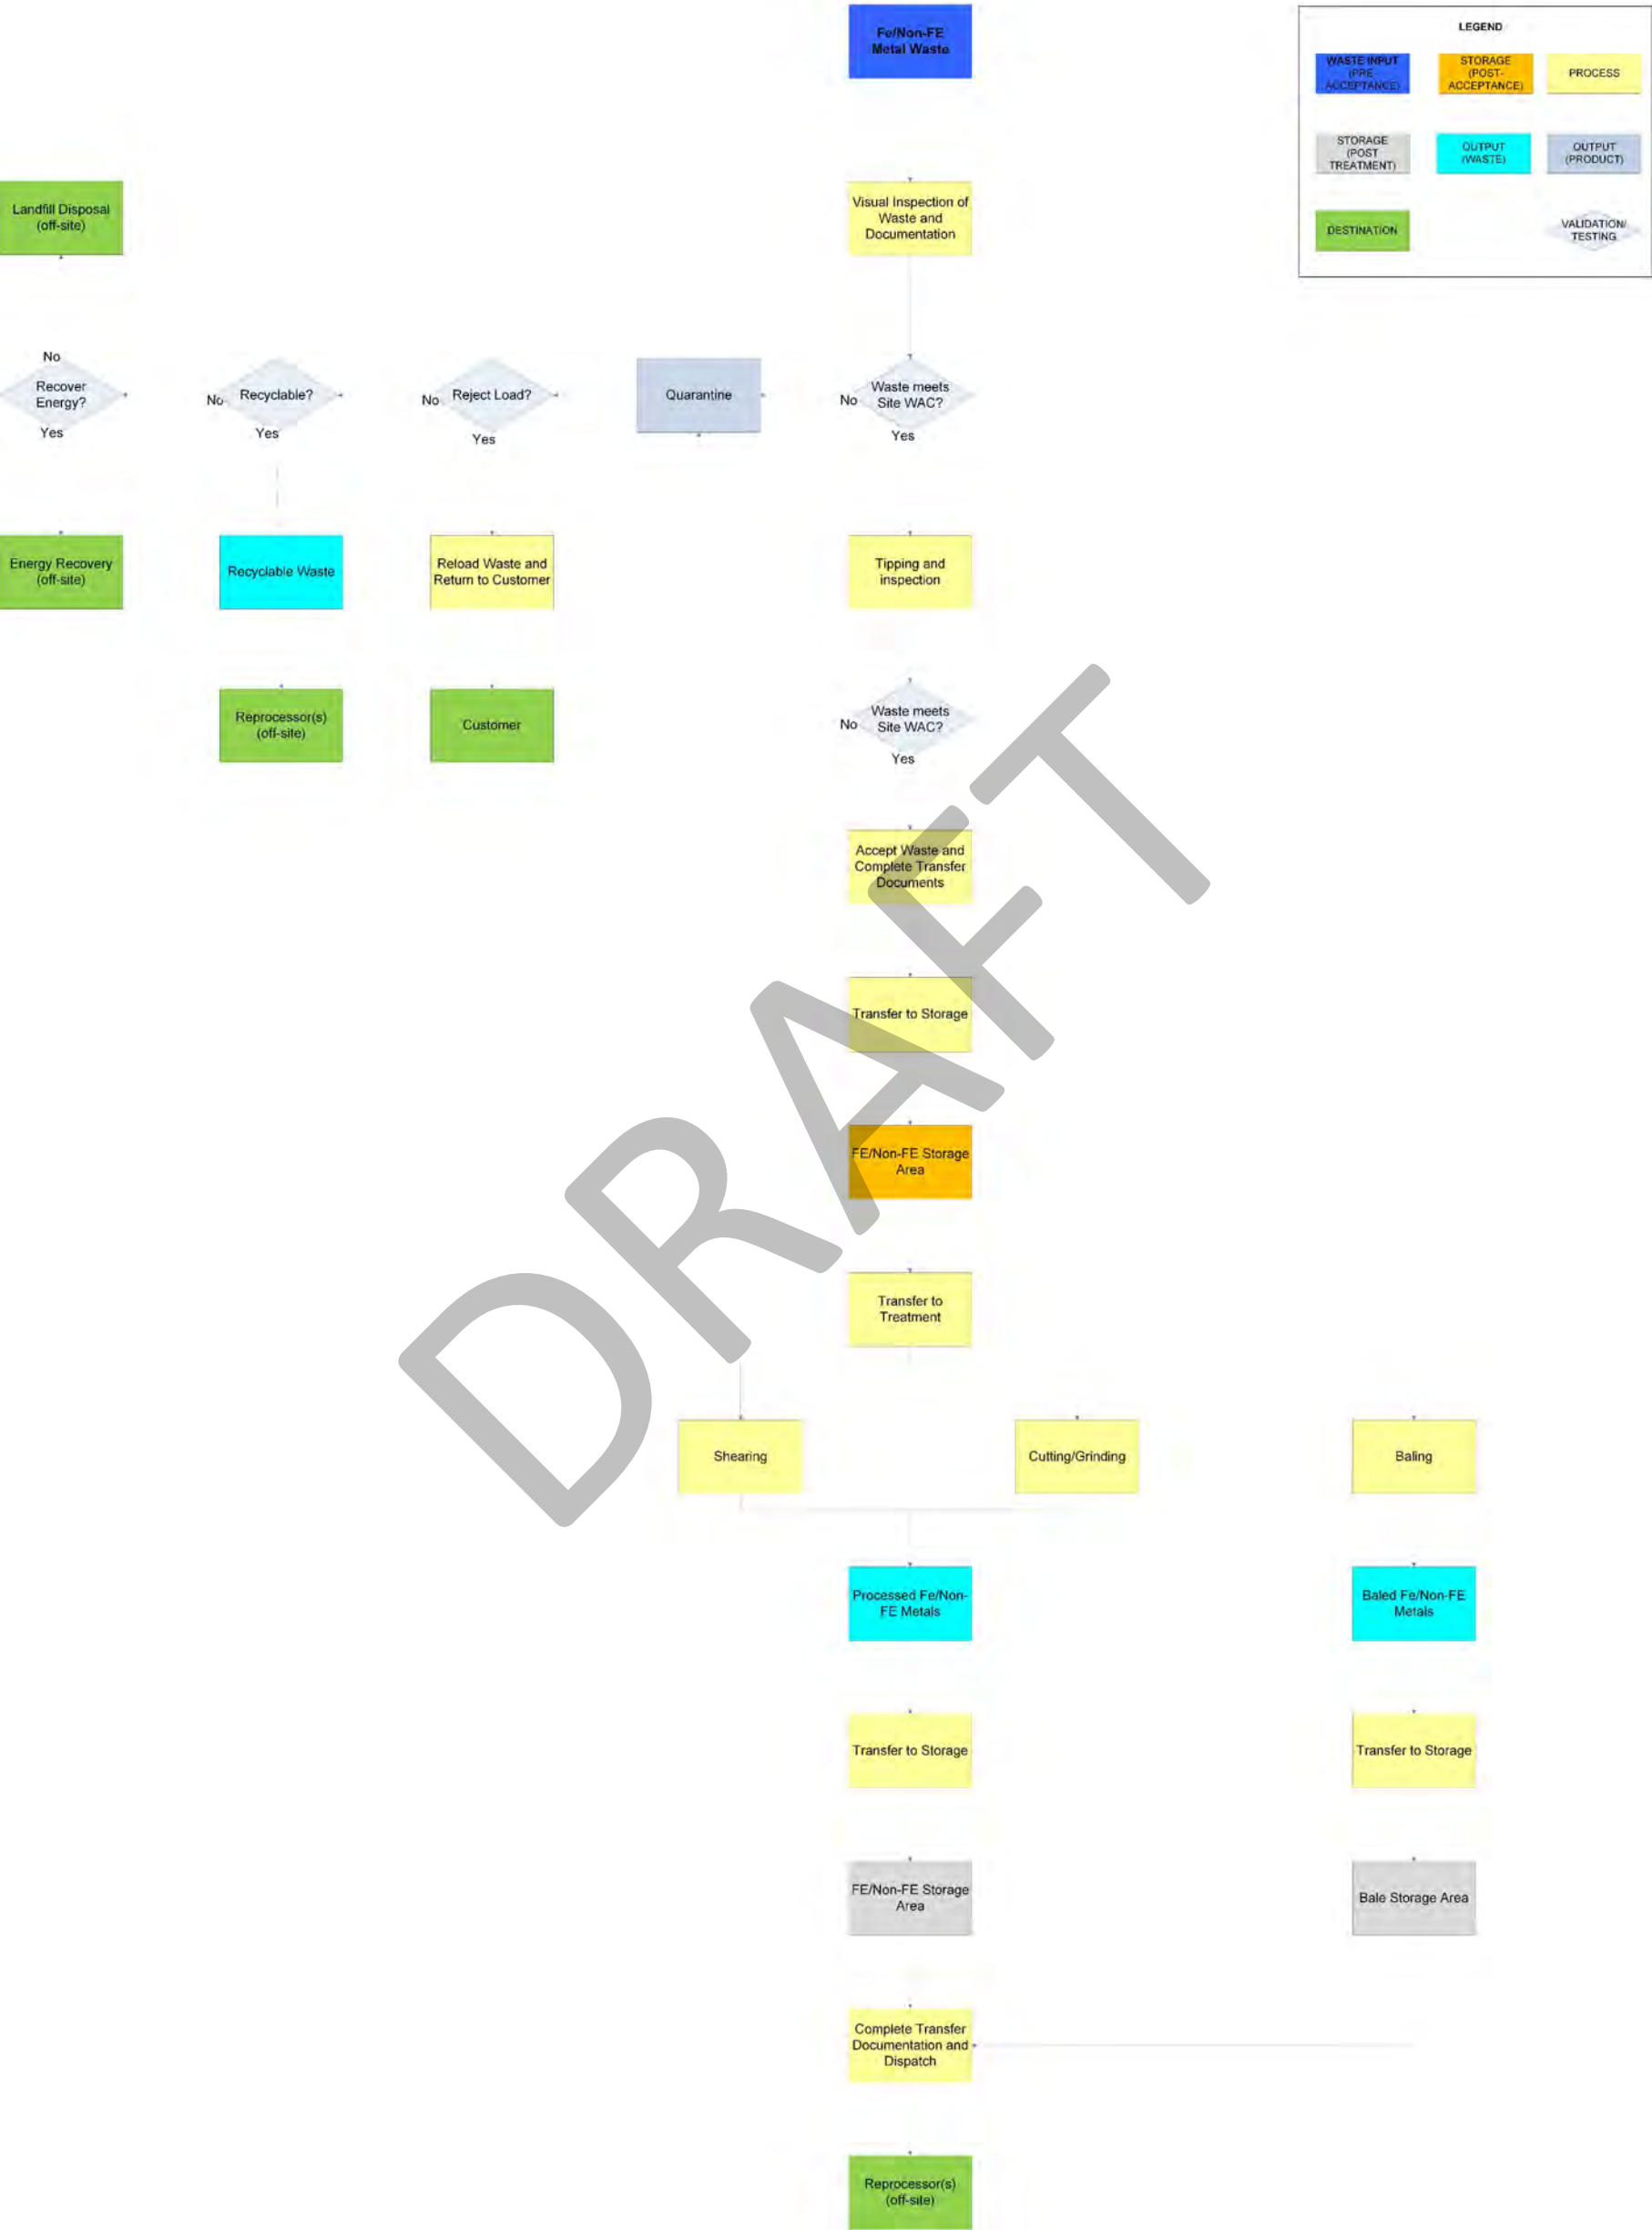 Fe/Non-FE
Metal Waste
LEGEND
WASTE INPUT
(PRE
ACCEPTANCE)
STORAGE
(POST-
ACCEPTANCE)
PROCESS
STORAGE
(POST
TREATMENT)
OUTPUT
(WASTE)
OUTPUT
(PRODUCT)
DESTINATION
VALIDATION/
TESTING
Landfill Disposal
(off-site)
Visual Inspection of
Waste and
Documentation
No
Recover
Energy?
Yes
No
Recyclable?
Yes
No
Reject Load?
Yes
Quarantine
No
Waste meets
Site WAC?
Yes
Energy Recovery
(off-site)
Recyclable Waste
Reload Waste and
Return to Customer
Tipping and
inspection
Reprocessor(s)
(off-site)
Customer
No
Waste meets
Site WAC?
Yes
Accept Waste and
Complete Transfer
Documents
Transfer to Storage
FE/Non-FE Storage
Area
Transfer to
Treatment
DRAFT
Shearing
Cutting/Grinding
Baling
Processed Fe/Non-
FE Metals
Baled Fe/Non-FE
Metals
Transfer to Storage
Transfer to Storage
FE/Non-FE Storage
Area
Bale Storage Area
Complete Transfer
Documentation and
Dispatch
Reprocessor(s)
(off-site)